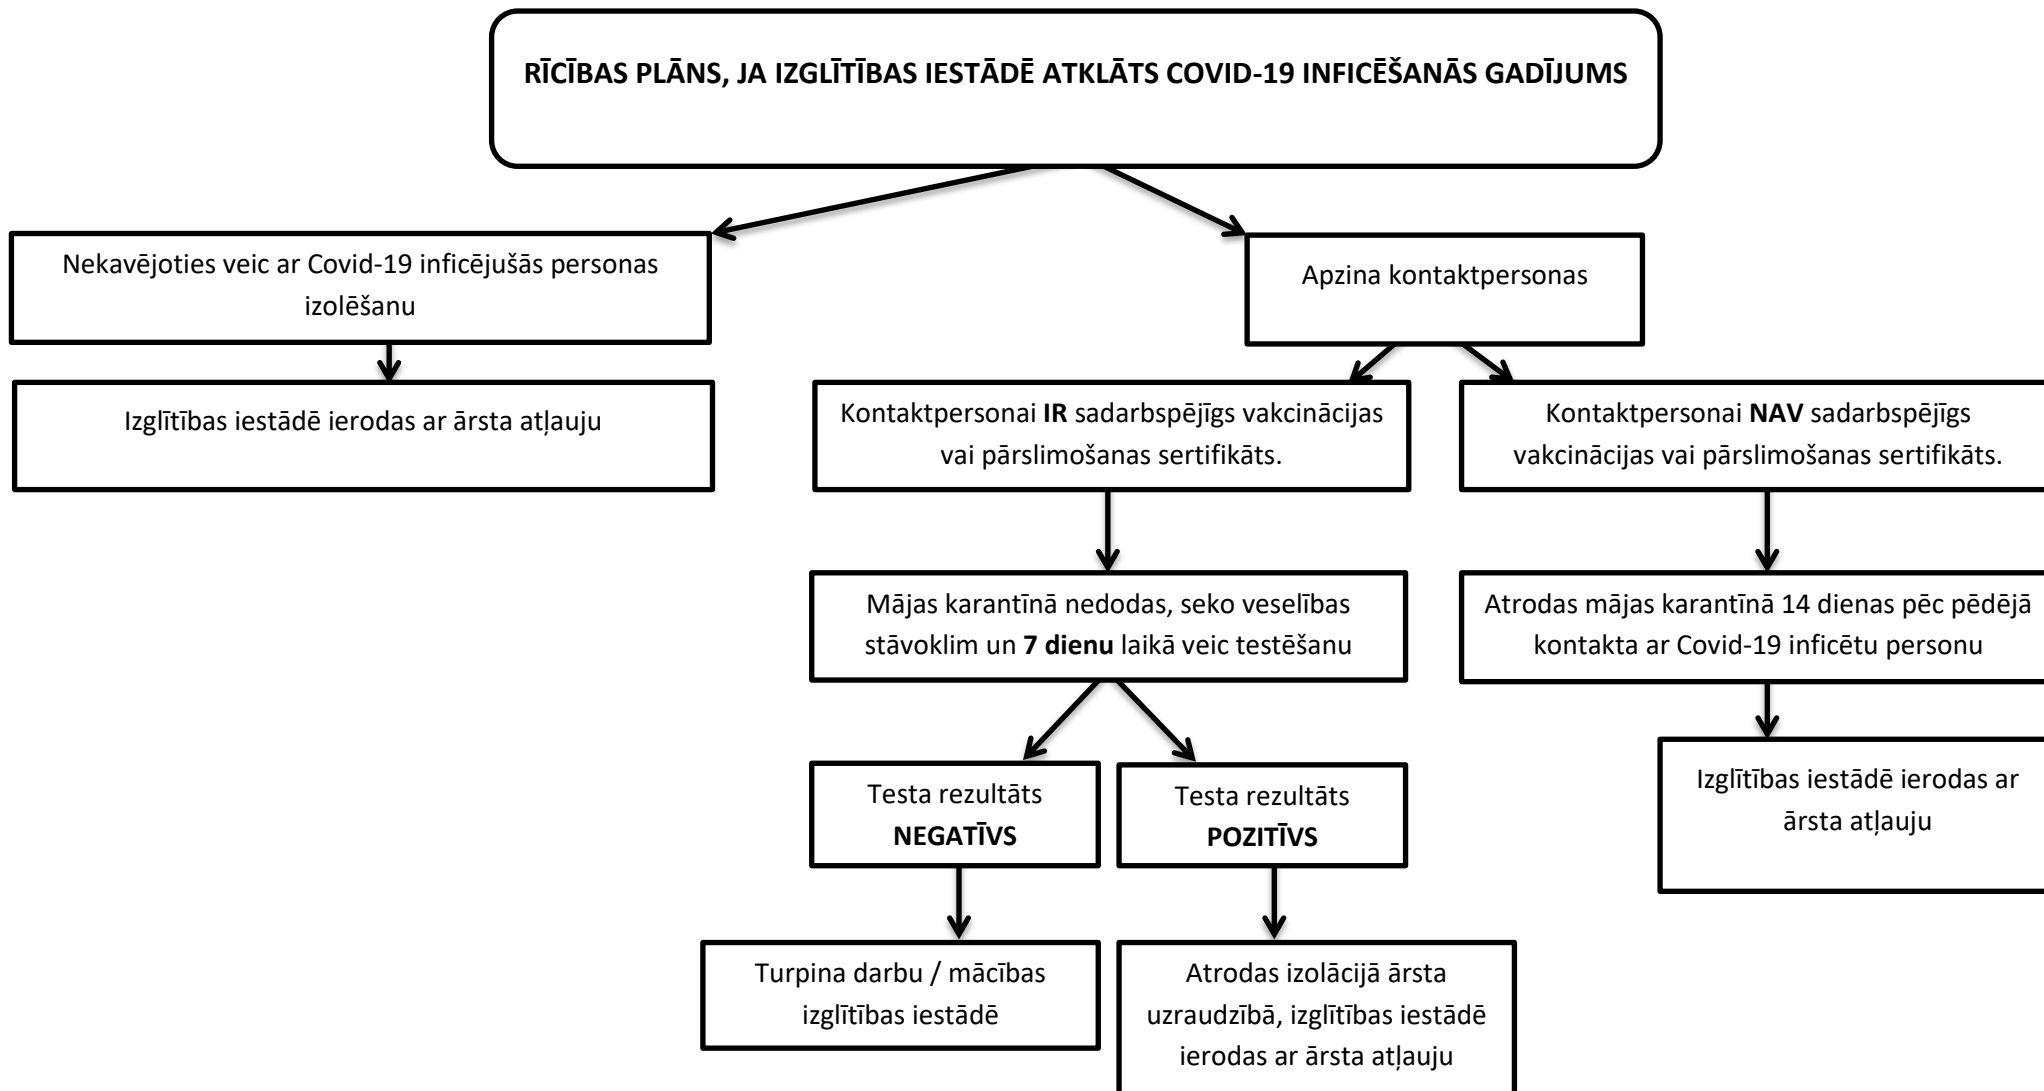 RĪCĪBAS PLĀNS, JA IZGLĪTĪBAS IESTĀDĒ ATKLĀTS COVID-19 INFICĒŠANĀS GADĪJUMS
Nekavējoties veic ar Covid-19 inficējušās personas
izolēšanu
Apzina kontaktpersonas
Izglītības iestādē ierodas ar ārsta atļauju
Kontaktpersonai IR sadarbspējīgs vakcinācijas
vai pārslimošanas sertifikāts.
Kontaktpersonai NAV sadarbspējīgs
vakcinācijas vai pārslimošanas sertifikāts.
Mājas karantīnā nedodas, seko veselības
stāvoklim un 7 dienu laikā veic testēšanu
Atrodas mājas karantīnā 14 dienas pēc pēdējā
kontakta ar Covid-19 inficētu personu
Testa rezultāts
NEGATĪVS
Testa rezultāts
POZITĪVS
Izglītības iestādē ierodas ar
ārsta atļauju
Turpina darbu / mācības
izglītības iestādē
Atrodas izolācijā ārsta
uzraudzībā, izglītības iestādē
ierodas ar ārsta atļauju